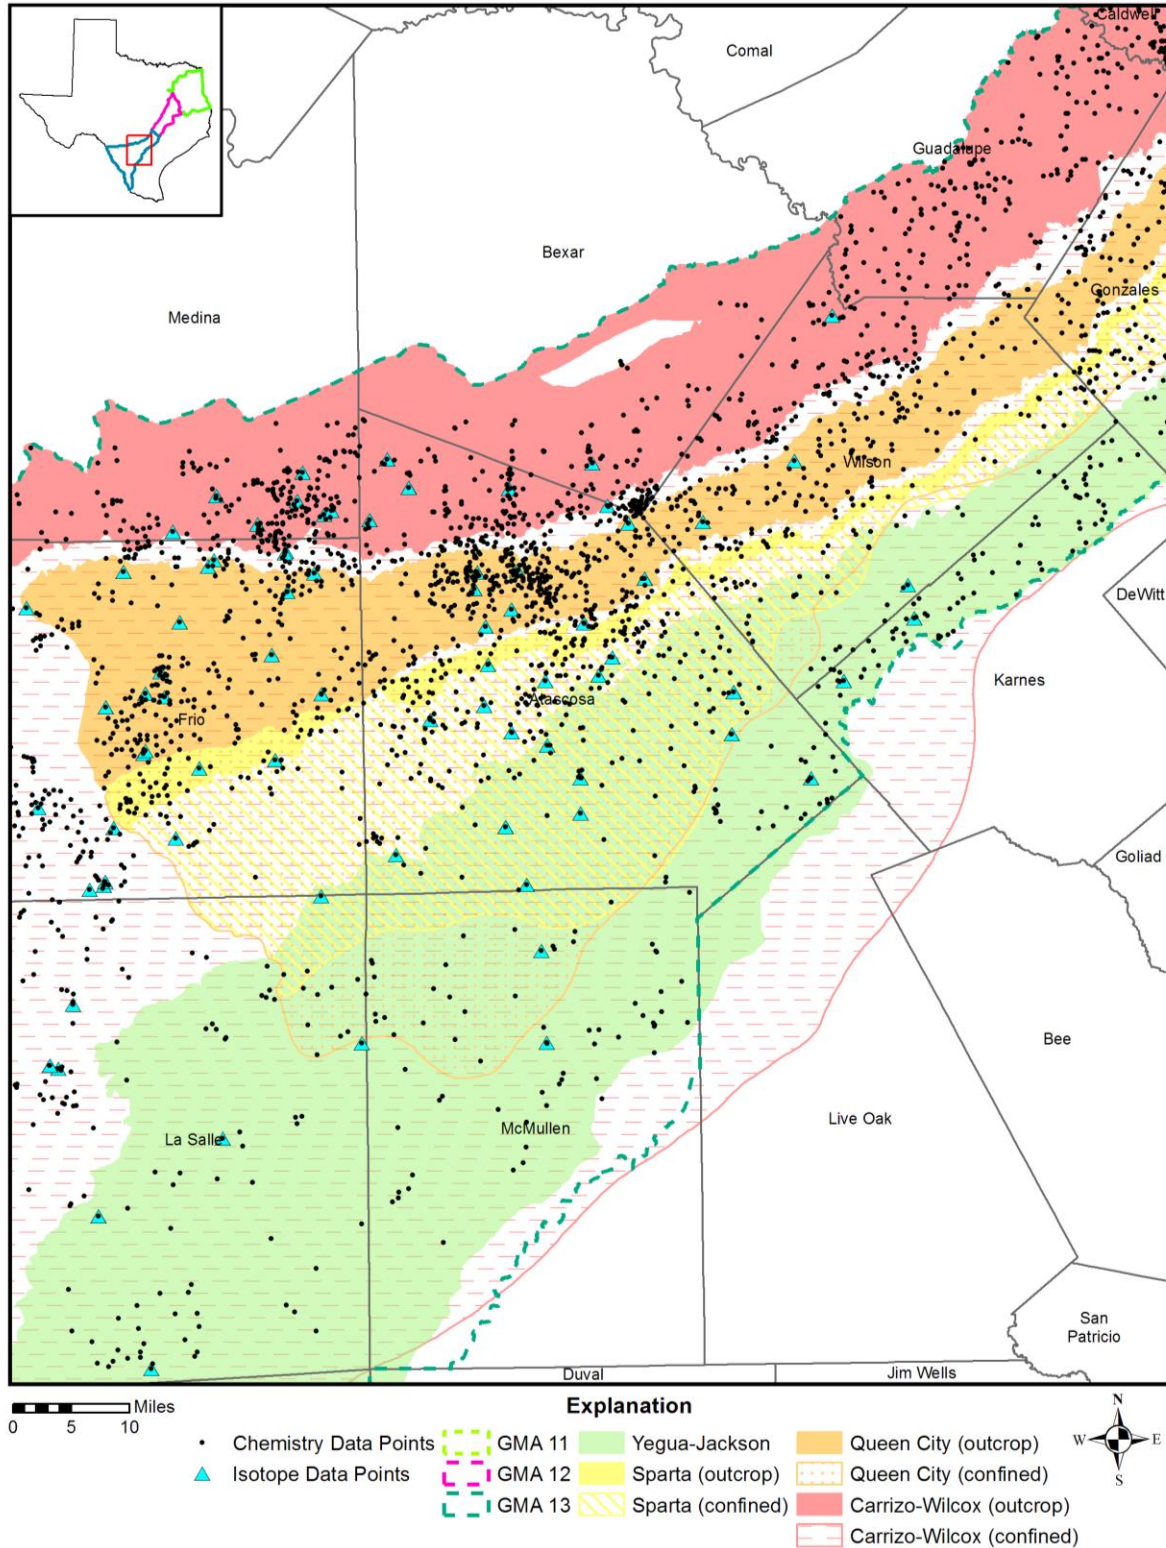 Caldwell
Comal
Guadalupe
Bexar
Medina
Gonzales
Wilson
DeWitt
Karnes
Atascosa
Frio
Goliad
Bee
Live Oak
McMullen
La Salle
San
Patricio
Duval
Jim Wells
Miles
0 5 10
Explanation
Chemistry Data Points
Isotope Data Points
GMA 11
GMA 12
GMA 13
Yegua-Jackson
Sparta (outcrop)
Sparta (confined)
Queen City (outcrop)
Queen City (confined)
Carrizo-Wilcox (outcrop)
Carrizo-Wilcox (confined)
N
W E
S